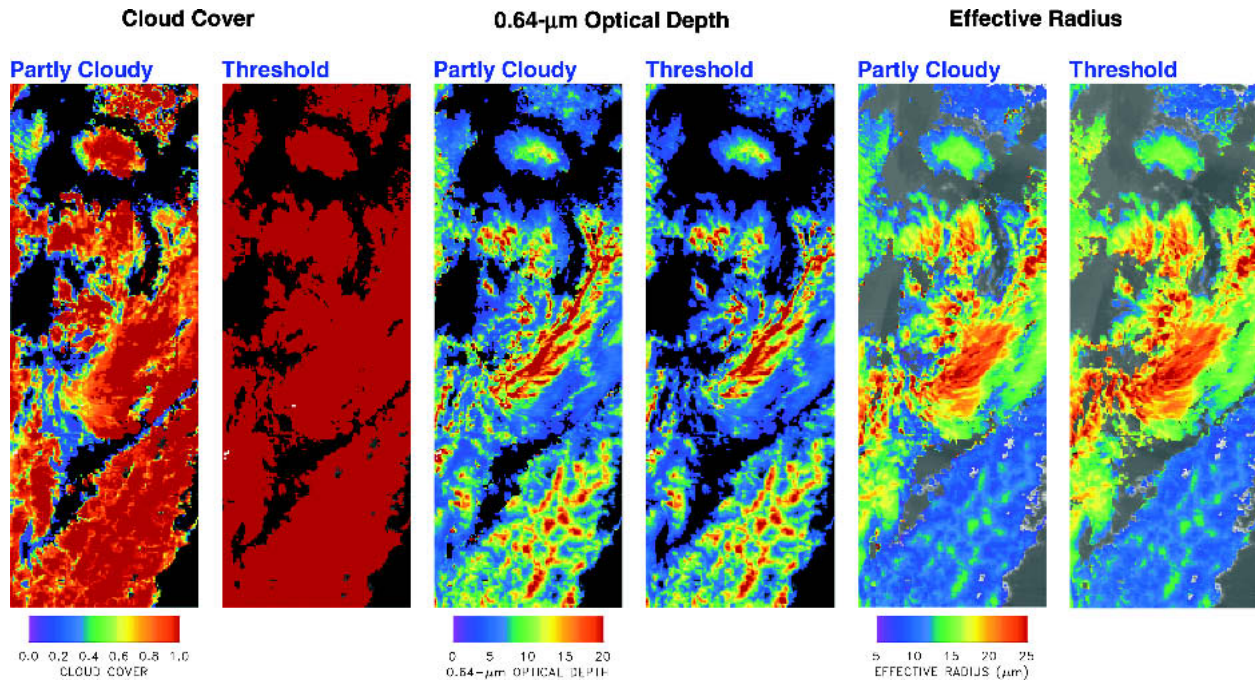 Cloud Cover
0.64-μm Optical Depth
Effective Radius
Partly Cloudy
Threshold
Partly Cloudy
Threshold
Partly Cloudy
Threshold
0.0 0.2 0.4 0.6 0.8 1.0
CLOUD COVER
0 5 10 15 20
0.64-μm OPTICAL DEPTH
5 10 15 20 25
EFFECTIVE RADIUS (μm)